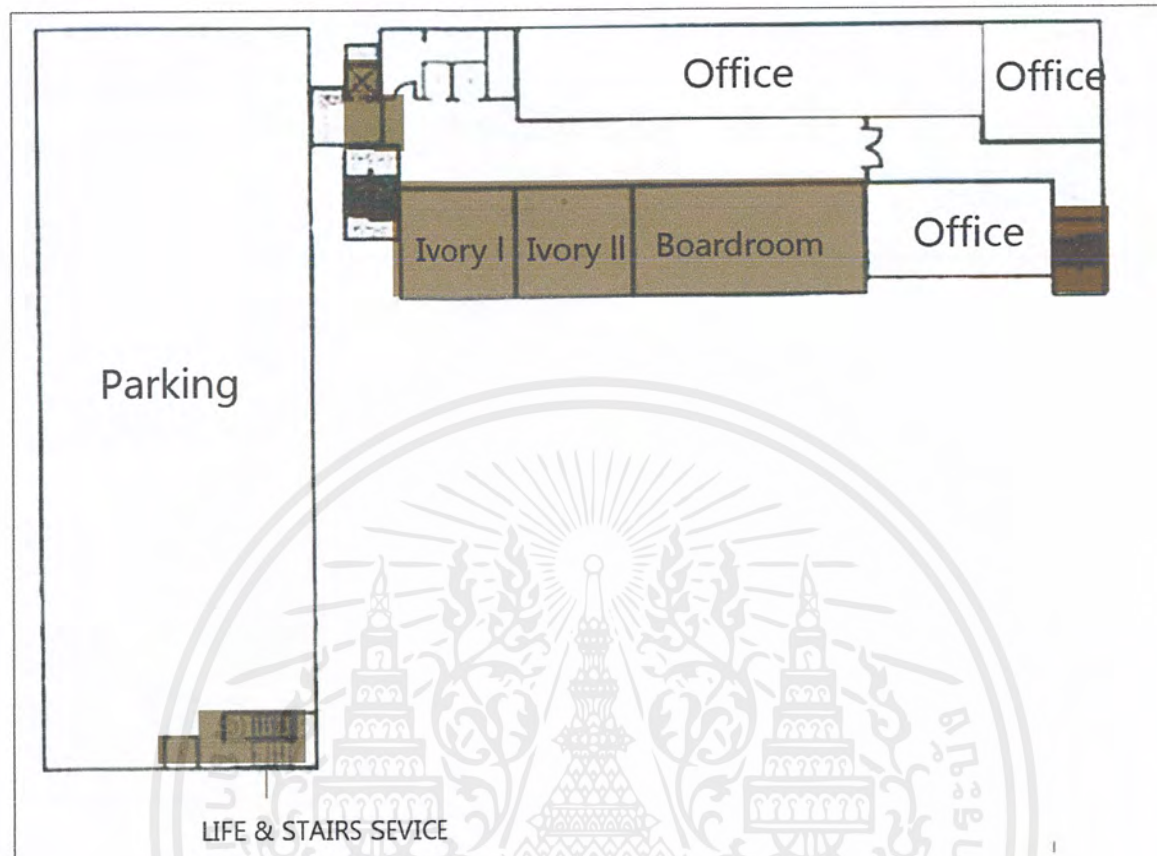 Office
Office
Ivory I
Ivory II
Boardroom
Office
Parking
LIFE & STAIRS SEVICE